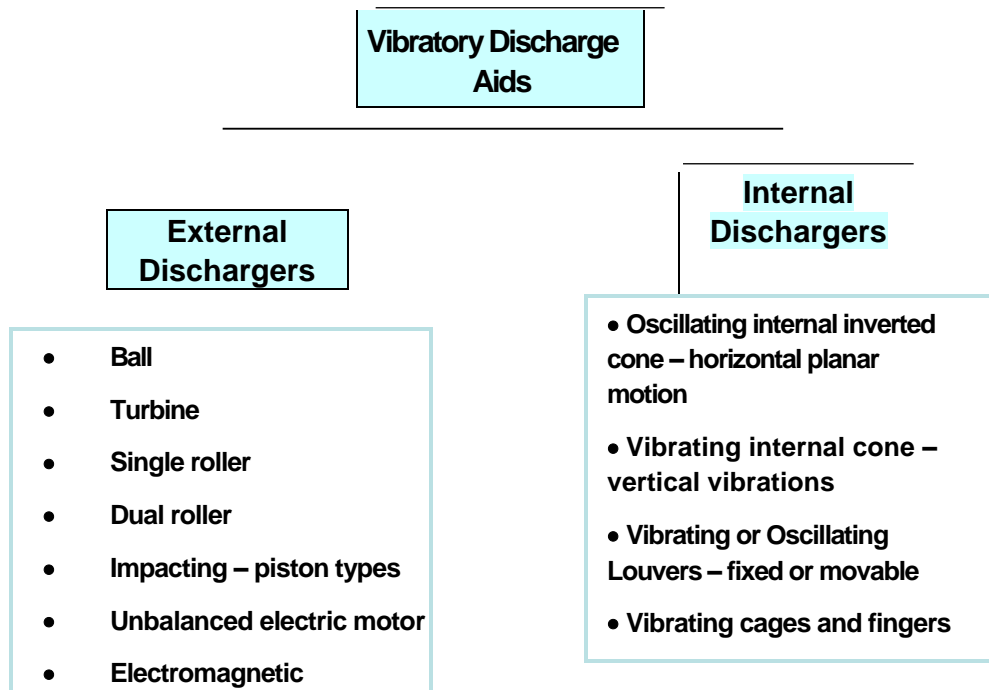 Vibratory Discharge
Aids
External
Dischargers
• Ball
• Turbine
• Single roller
• Dual roller
• Impacting – piston types
• Unbalanced electric motor
• Electromagnetic
Internal
Dischargers
• Oscillating internal inverted
cone – horizontal planar
motion
• Vibrating internal cone –
vertical vibrations
• Vibrating or Oscillating
Louvers – fixed or movable
• Vibrating cages and fingers